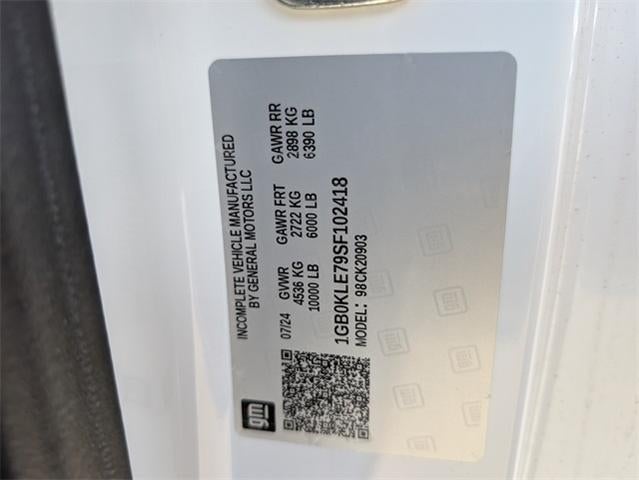 INCOMPLETE VEHICLE MANUFACTURED
BY GENERAL MOTORS LLC
07/24 GVWR GAWR FRT GAWR RR
4536 KG 2722 KG 2898 KG
10000 LB 6000 LB 6390 LB
1GB0KLE79SF102418
MODEL: 98CK20903
gm